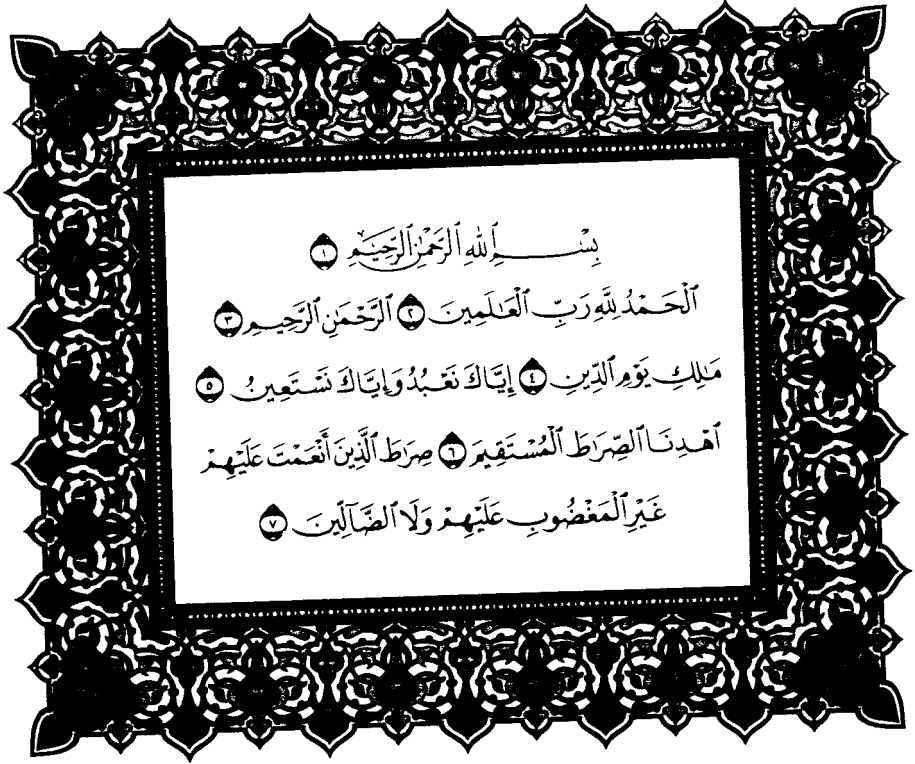 بِسْمِ ٱللَّهِ ٱلرَّحْمَٰنِ ٱلرَّحِيمِ ١
ٱلْحَمْدُ لِلَّهِ رَبِّ ٱلْعَٰلَمِينَ ٢ ٱلرَّحْمَٰنِ ٱلرَّحِيمِ ٣
مَٰلِكِ يَوْمِ ٱلدِّينِ ٤ إِيَّاكَ نَعْبُدُ وَإِيَّاكَ نَسْتَعِينُ ٥
ٱهْدِنَا ٱلصِّرَٰطَ ٱلْمُسْتَقِيمَ ٦ صِرَٰطَ ٱلَّذِينَ أَنْعَمْتَ عَلَيْهِمْ
غَيْرِ ٱلْمَغْضُوبِ عَلَيْهِمْ وَلَا ٱلضَّآلِّينَ ٧